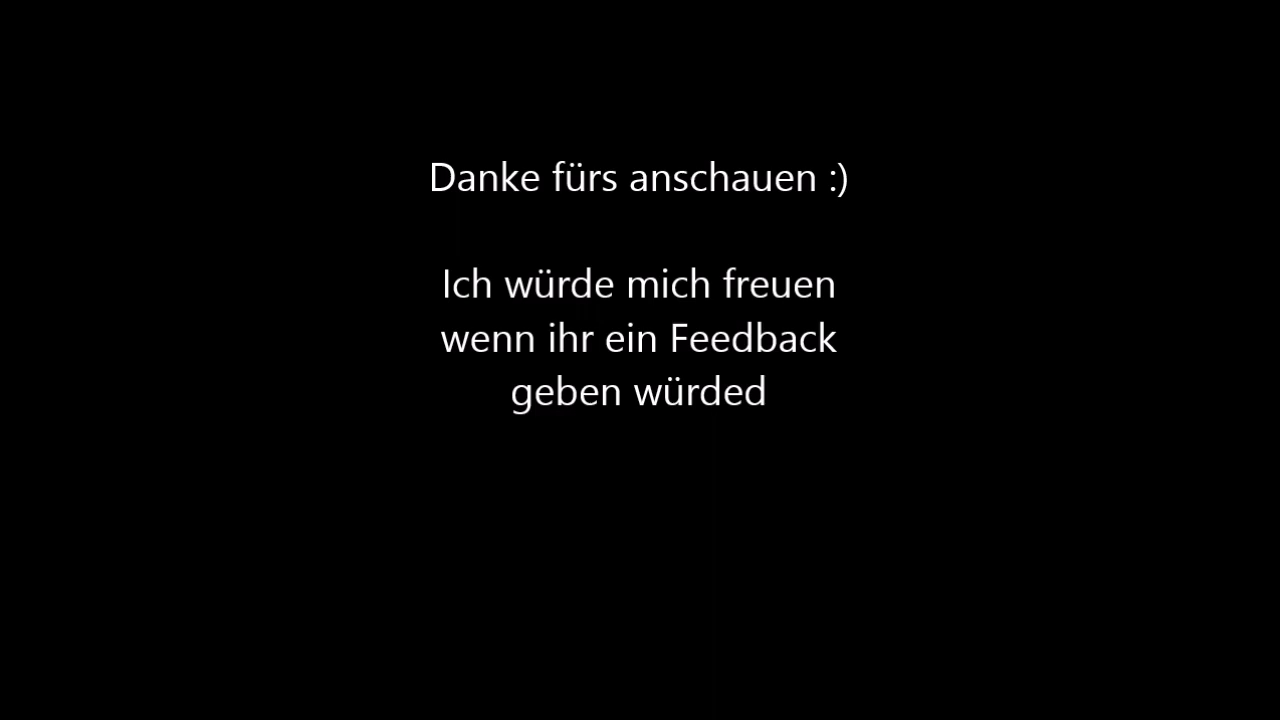 Danke fürs anschauen :)
Ich würde mich freuen
wenn ihr ein Feedback
geben würded